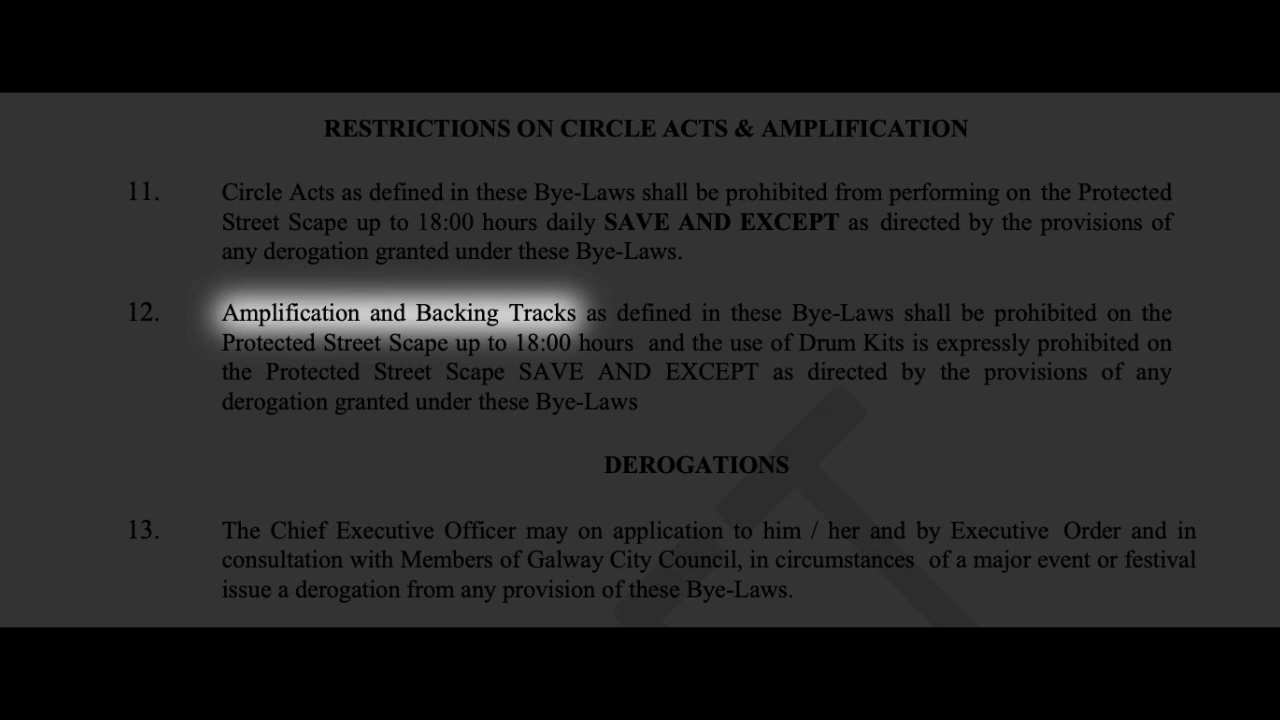 RESTRICTIONS ON CIRCLE ACTS & AMPLIFICATION
11. Circle Acts as defined in these Bye-Laws shall be prohibited from performing on the Protected
Street Scape up to 18:00 hours daily SAVE AND EXCEPT as directed by the provisions of
any derogation granted under these Bye-Laws.
12. Amplification and Backing Tracks as defined in these Bye-Laws shall be prohibited on the
Protected Street Scape up to 18:00 hours and the use of Drum Kits is expressly prohibited on
the Protected Street Scape SAVE AND EXCEPT as directed by the provisions of any
derogation granted under these Bye-Laws
DEROGATIONS
13. The Chief Executive Officer may on application to him / her and by Executive Order and in
consultation with Members of Galway City Council, in circumstances of a major event or festival
issue a derogation from any provision of these Bye-Laws.